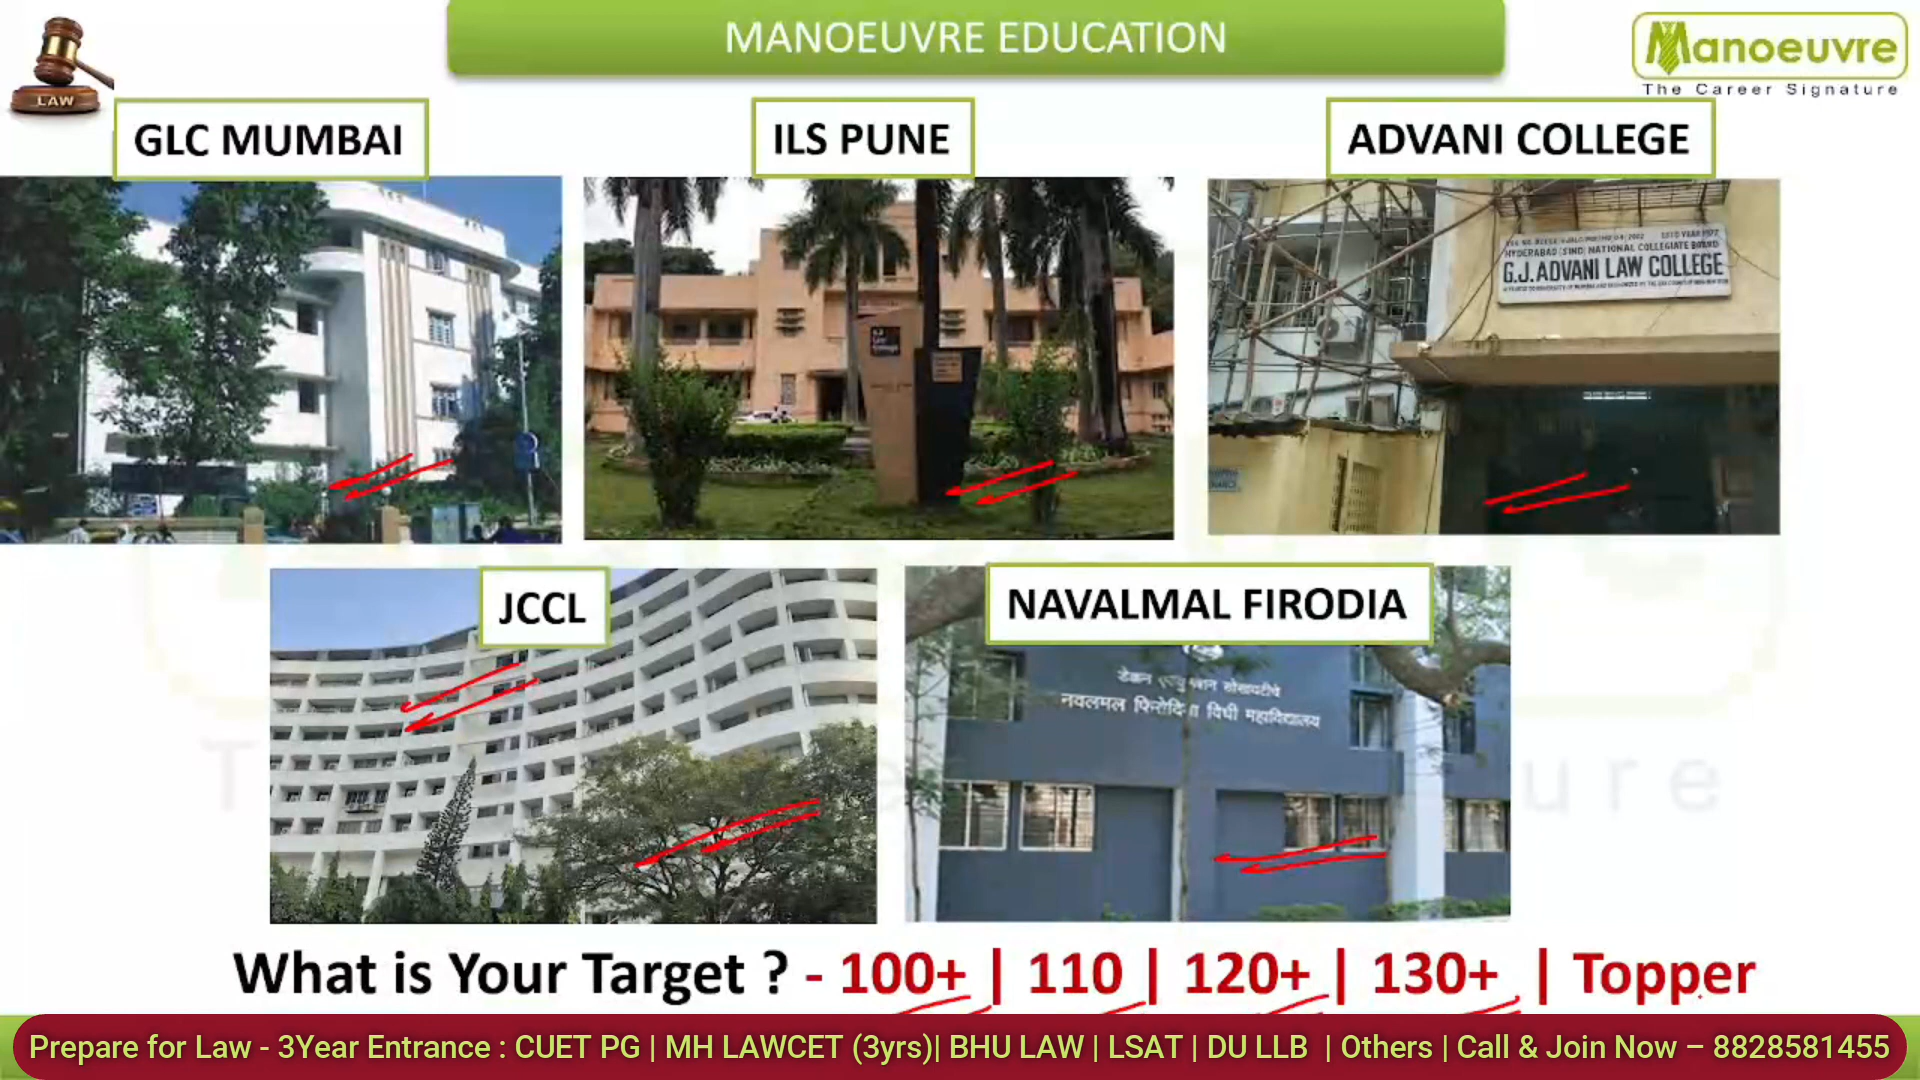 MANOEUVRE EDUCATION
Manoeuvre
The Career Signature
LAW
GLC MUMBAI
ILS PUNE
ADVANI COLLEGE
HYDERABAD (SIND) NATIONAL COLLEGIATE BOARD
G.J.ADVANI LAW COLLEGE
JCCL
NAVALMAL FIRODIA
नवलमल फिरोदिया विधी महाविद्यालय
What is Your Target ? - 100+ | 110 | 120+ | 130+ | Topper
Prepare for Law - 3Year Entrance : CUET PG | MH LAWCET (3yrs)| BHU LAW | LSAT | DU LLB | Others | Call & Join Now – 8828581455